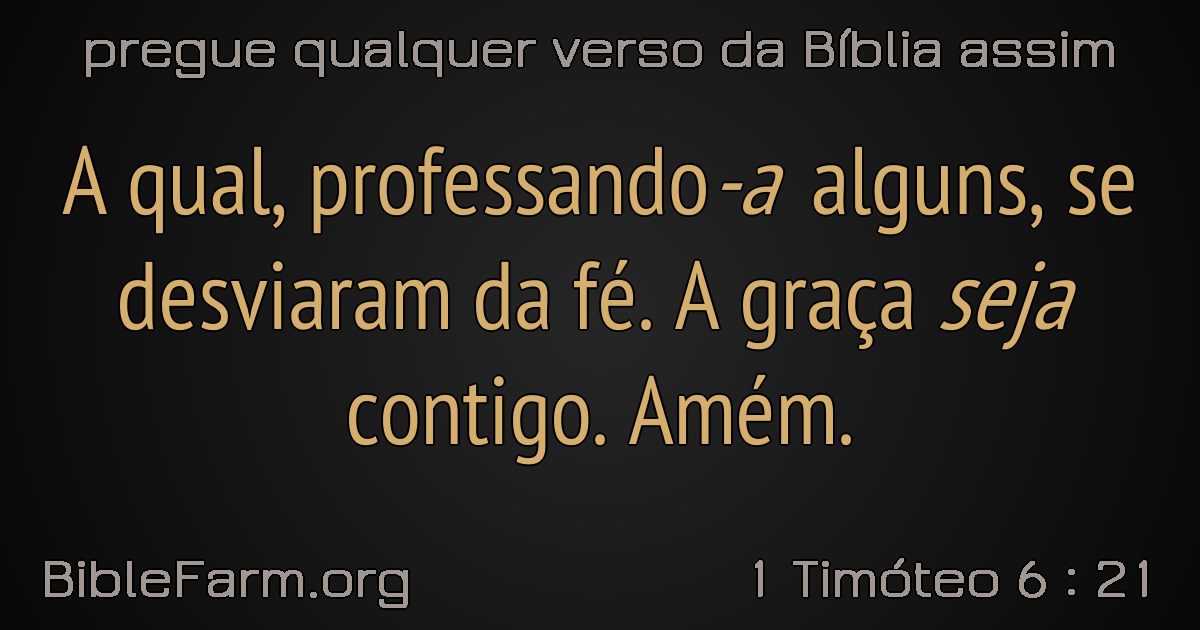 pregue qualquer verso da Bíblia assim
A qual, professando-a alguns, se
desviaram da fé. A graça seja
contigo. Amém.
BibleFarm.org
1 Timóteo 6 : 21